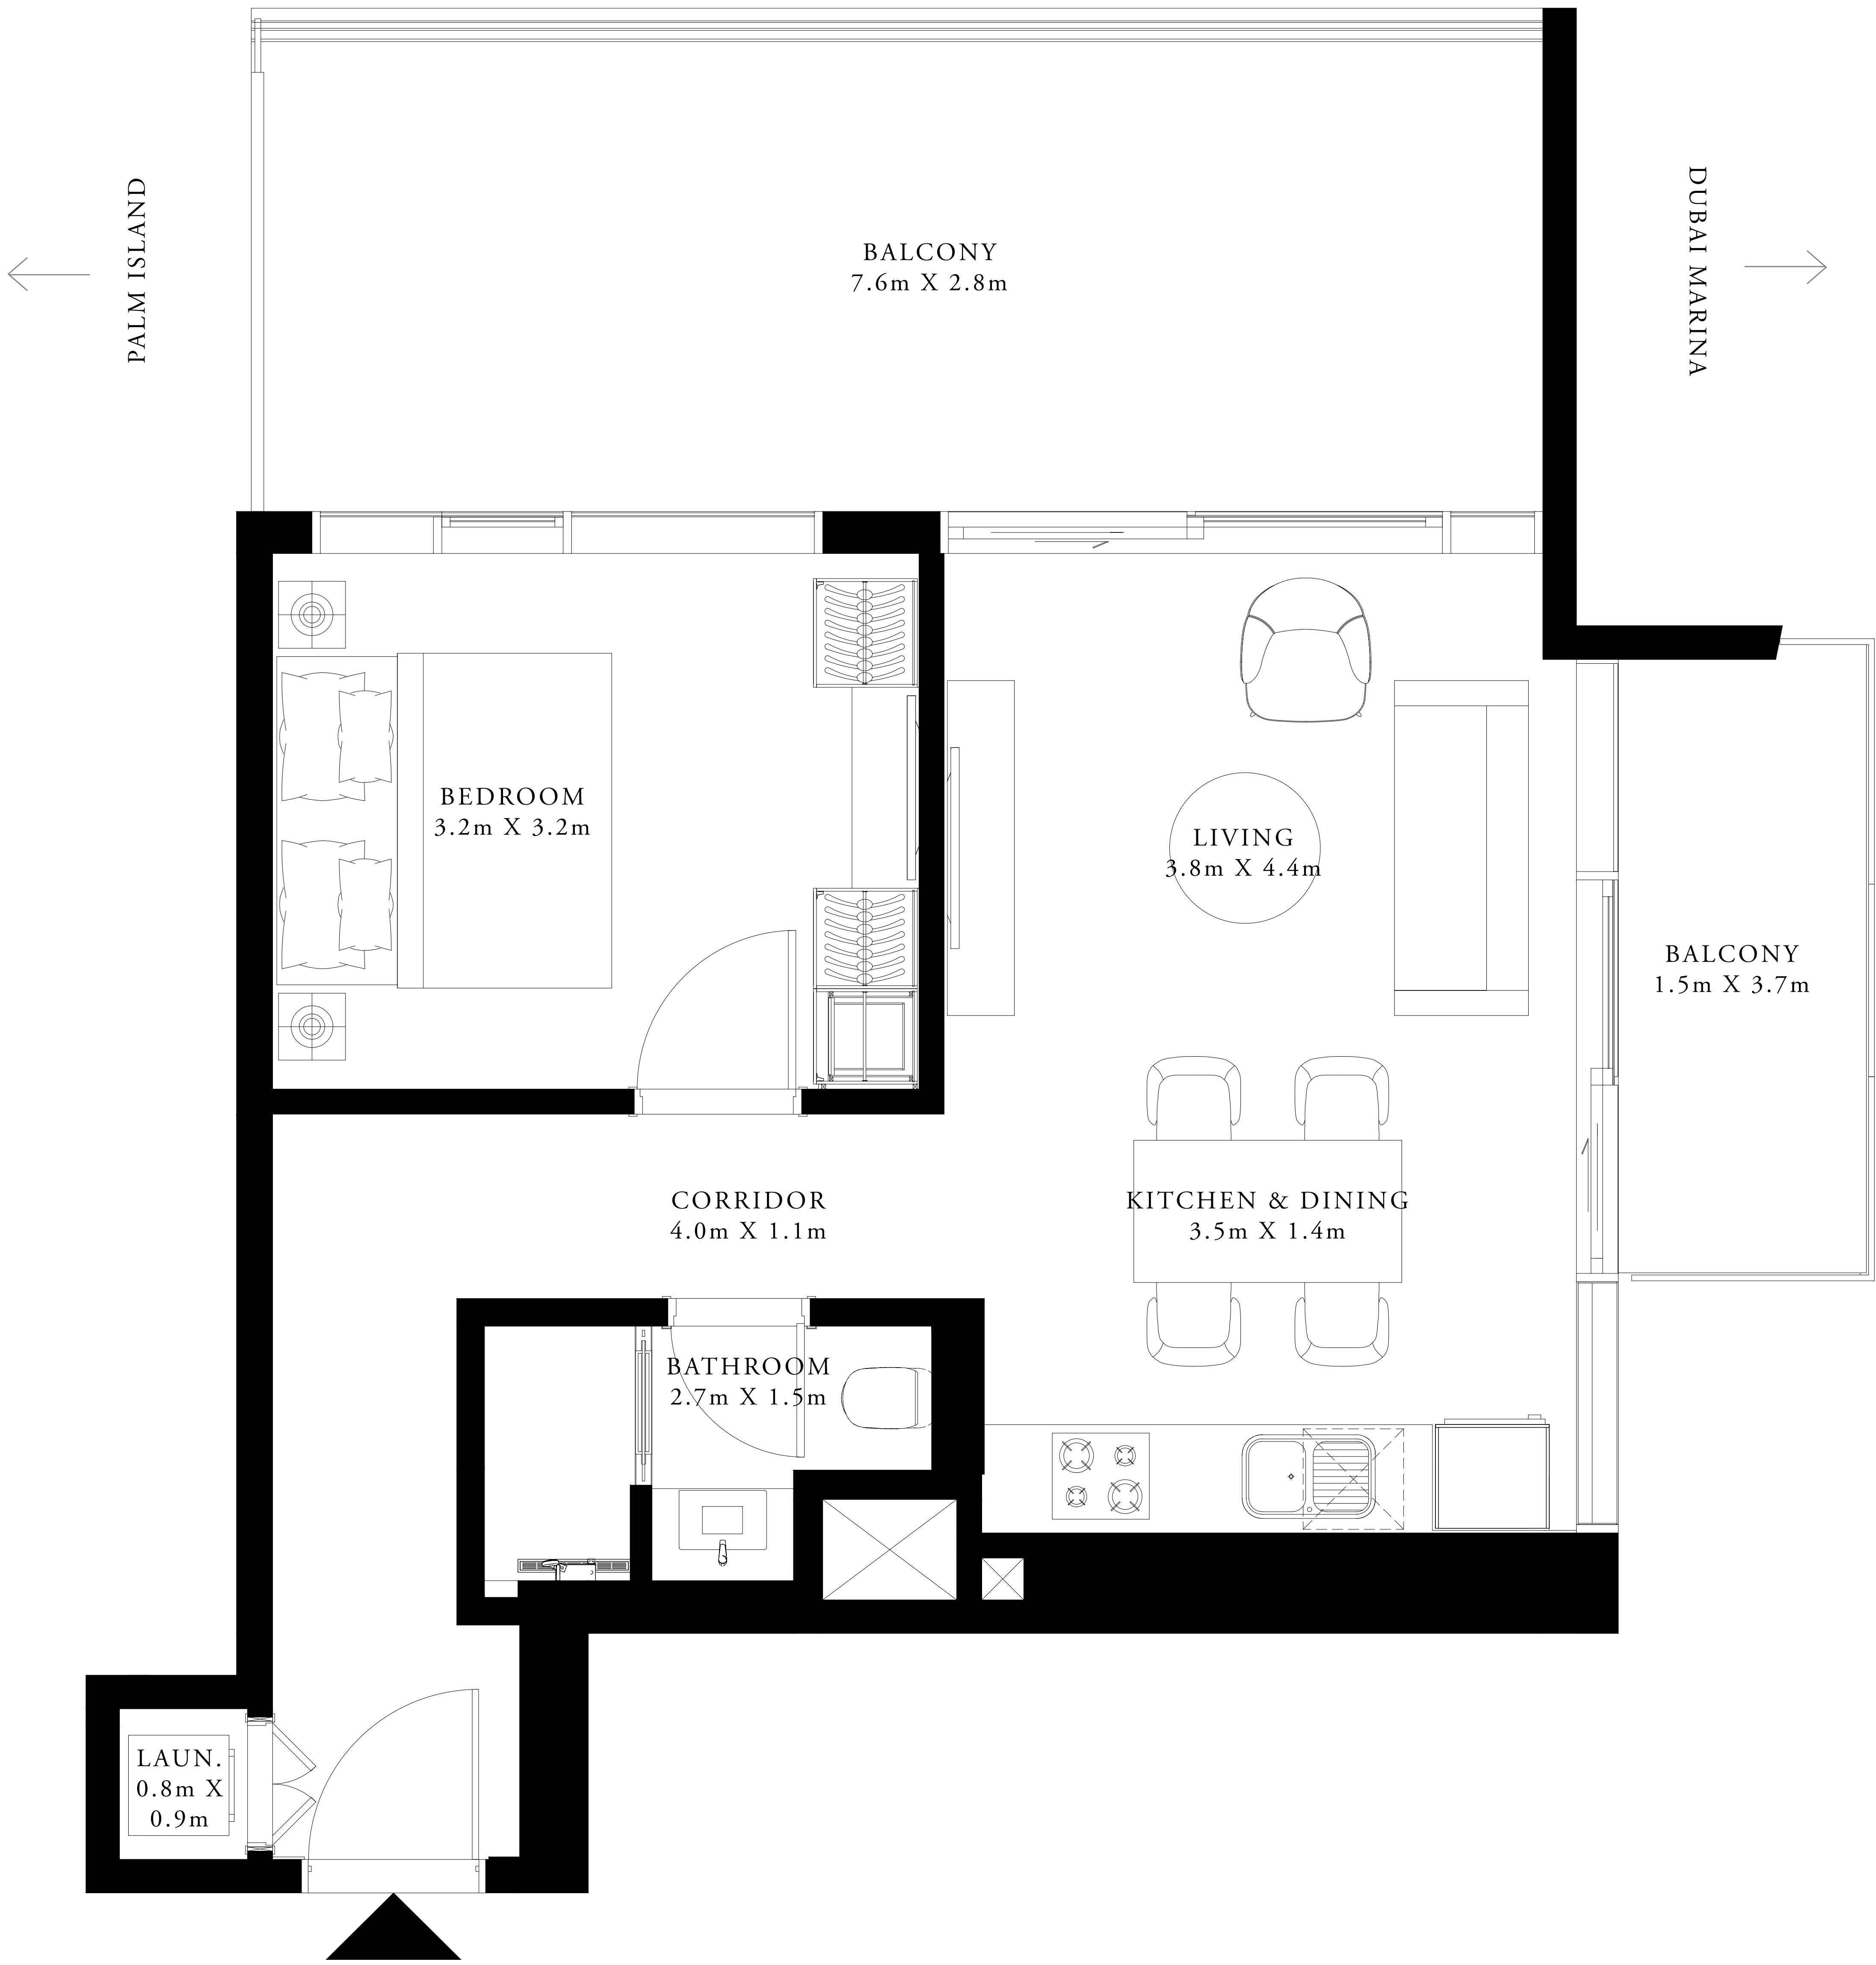 PALM ISLAND
DUBAI MARINA
BALCONY
7.6m X 2.8m
BEDROOM
3.2m X 3.2m
LIVING
3.8m X 4.4m
BALCONY
1.5m X 3.7m
CORRIDOR
4.0m X 1.1m
KITCHEN & DINING
3.5m X 1.4m
BATHROOM
2.7m X 1.5m
LAUN.
0.8m X
0.9m